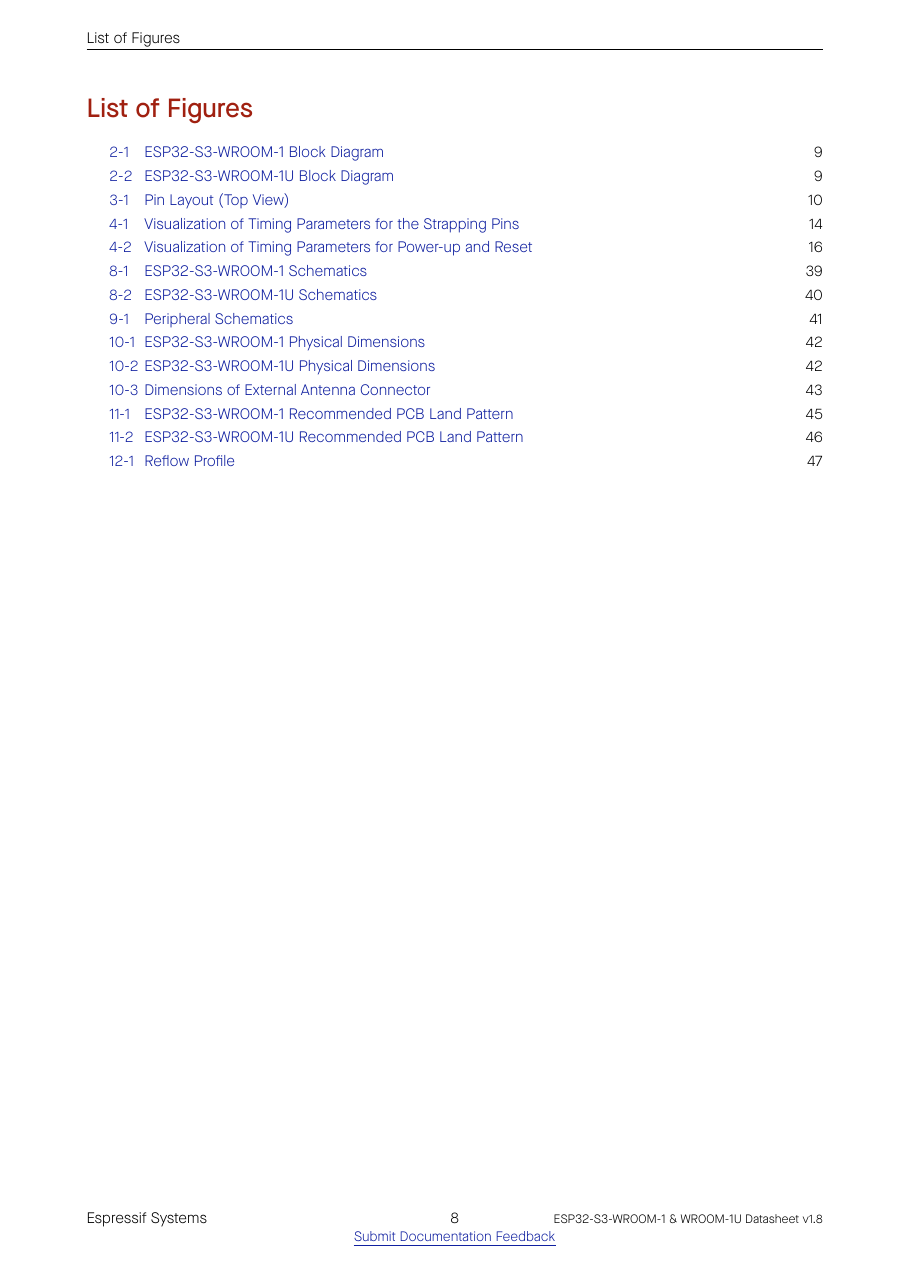 List of Figures
List of Figures
2-1 ESP32-S3-WROOM-1 Block Diagram 9
2-2 ESP32-S3-WROOM-1U Block Diagram 9
3-1 Pin Layout (Top View) 10
4-1 Visualization of Timing Parameters for the Strapping Pins 14
4-2 Visualization of Timing Parameters for Power-up and Reset 16
8-1 ESP32-S3-WROOM-1 Schematics 39
8-2 ESP32-S3-WROOM-1U Schematics 40
9-1 Peripheral Schematics 41
10-1 ESP32-S3-WROOM-1 Physical Dimensions 42
10-2 ESP32-S3-WROOM-1U Physical Dimensions 42
10-3 Dimensions of External Antenna Connector 43
11-1 ESP32-S3-WROOM-1 Recommended PCB Land Pattern 45
11-2 ESP32-S3-WROOM-1U Recommended PCB Land Pattern 46
12-1 Reflow Profile 47
Espressif Systems 8 ESP32-S3-WROOM-1 & WROOM-1U Datasheet v1.8
Submit Documentation Feedback